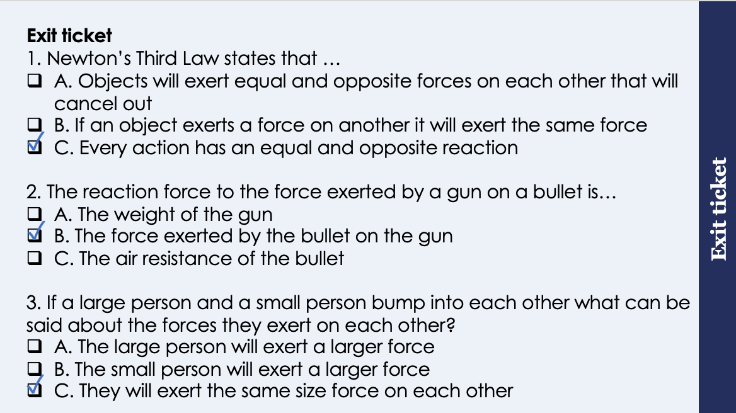 Exit ticket
1. Newton's Third Law states that …
A. Objects will exert equal and opposite forces on each other that will
cancel out
B. If an object exerts a force on another it will exert the same force
C. Every action has an equal and opposite reaction
2. The reaction force to the force exerted by a gun on a bullet is…
A. The weight of the gun
B. The force exerted by the bullet on the gun
C. The air resistance of the bullet
3. If a large person and a small person bump into each other what can be
said about the forces they exert on each other?
A. The large person will exert a larger force
B. The small person will exert a larger force
C. They will exert the same size force on each other
Exit ticket